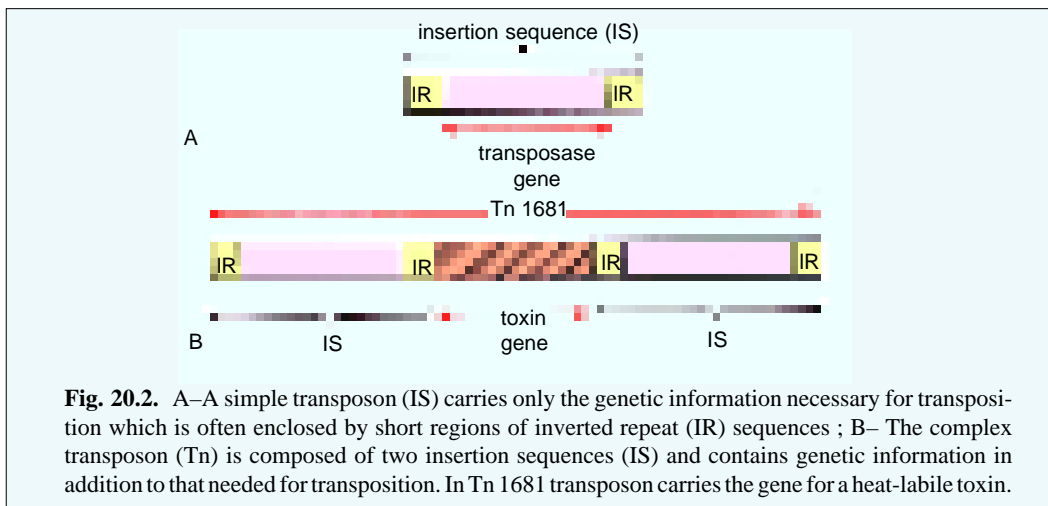 insertion sequence (IS)
IR IR
A
transposase
gene
Tn 1681
IR IR IR IR
B IS toxin IS
gene
Fig. 20.2. A–A simple transposon (IS) carries only the genetic information necessary for transposi-
tion which is often enclosed by short regions of inverted repeat (IR) sequences ; B– The complex
transposon (Tn) is composed of two insertion sequences (IS) and contains genetic information in
addition to that needed for transposition. In Tn 1681 transposon carries the gene for a heat-labile toxin.